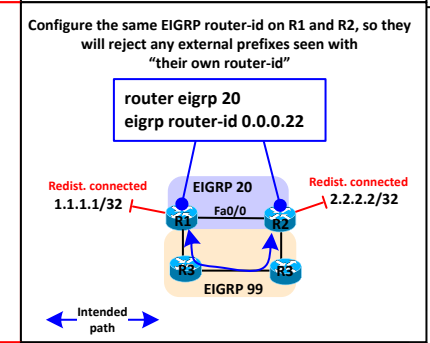 Configure the same EIGRP router-id on R1 and R2, so they
will reject any external prefixes seen with
“their own router-id”
router eigrp 20
eigrp router-id 0.0.0.22
Redist. connected
1.1.1.1/32
EIGRP 20
Redist. connected
2.2.2.2/32
Fa0/0
R1
R2
R3
R3
EIGRP 99
Intended
path